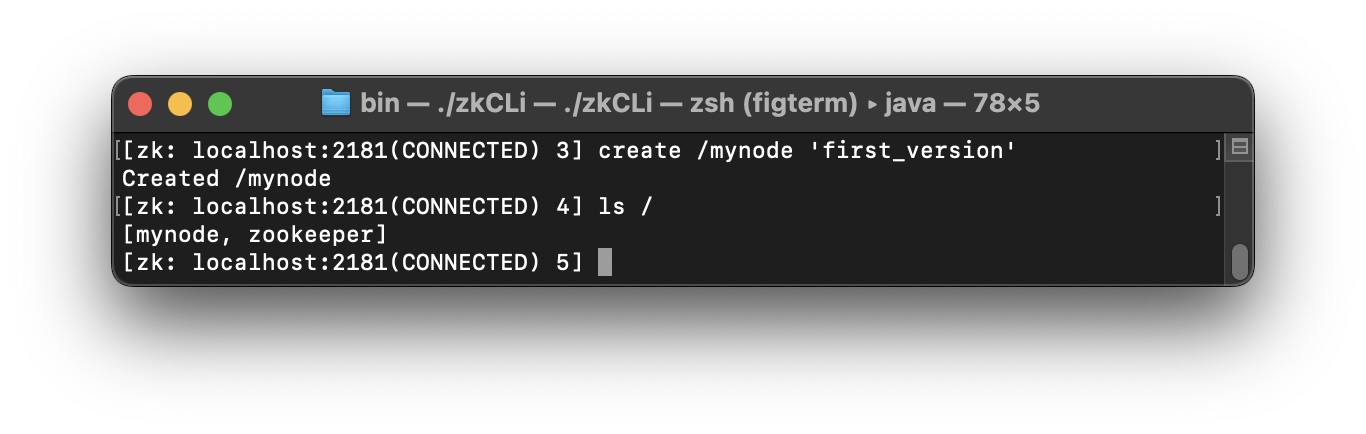 bin — ./zkCLi — ./zkCLi — zsh (figterm) ▸ java — 78×5
[[zk: localhost:2181(CONNECTED) 3] create /mynode 'first_version' ]
Created /mynode
[[zk: localhost:2181(CONNECTED) 4] ls / ]
[mynode, zookeeper]
[zk: localhost:2181(CONNECTED) 5]